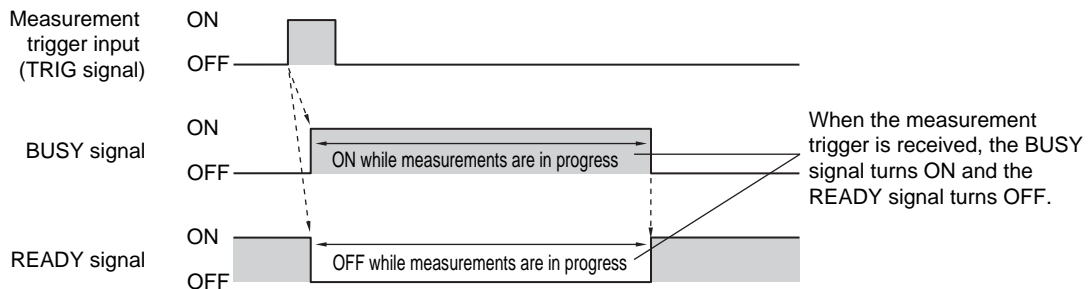 Measurement
trigger input
(TRIG signal)
ON
OFF
BUSY signal
ON
OFF
ON while measurements are in progress
When the measurement
trigger is received, the BUSY
signal turns ON and the
READY signal turns OFF.
READY signal
ON
OFF
OFF while measurements are in progress